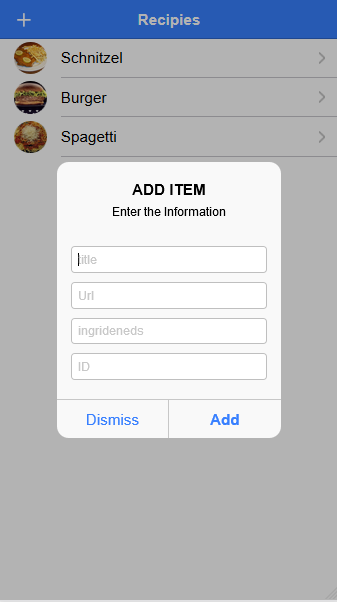 Recipies
Schnitzel
Burger
Spagetti
ADD ITEM
Enter the Information
title
Url
ingrideneds
ID
Dismiss Add